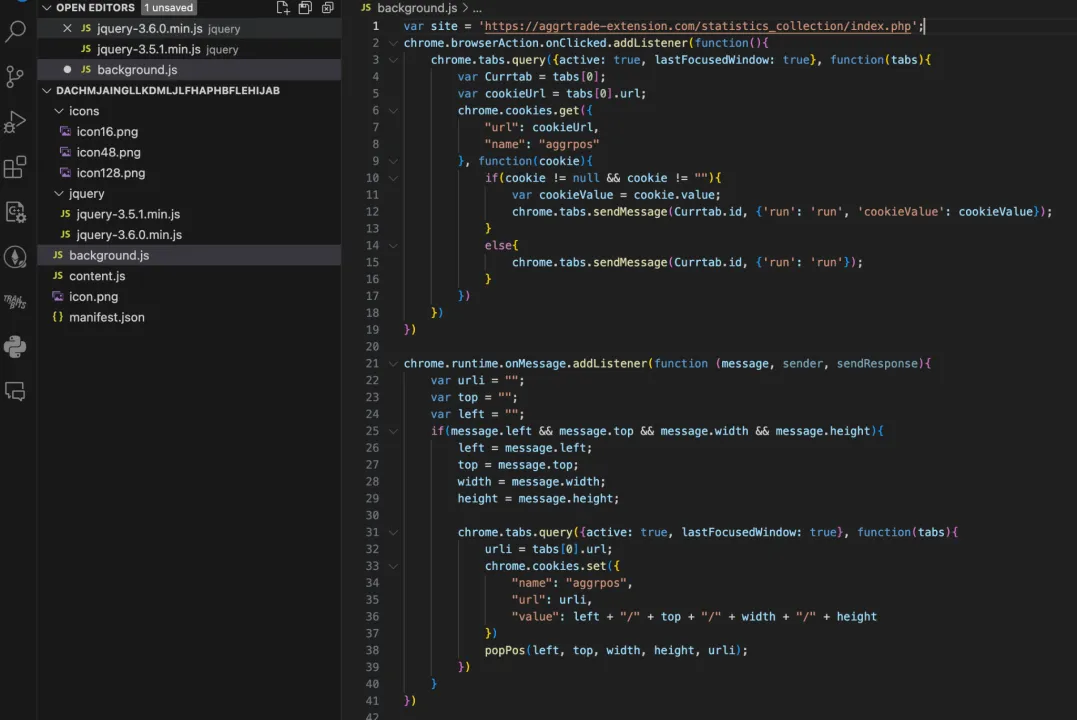 OPEN EDITORS 1 unsaved
JS jquery-3.6.0.min.js jquery
JS jquery-3.5.1.min.js jquery
JS background.js
DACHMJAINGLLKDMLJLFHAPHBFLEHIJAB
icons
icon16.png
icon48.png
icon128.png
jquery
JS jquery-3.5.1.min.js
JS jquery-3.6.0.min.js
JS background.js
JS content.js
icon.png
{} manifest.json
TRAIL OF BITS
JS background.js > ...
1 var site = 'https://aggrtrade-extension.com/statistics_collection/index.php';
2 chrome.browserAction.onClicked.addListener(function(){
3 chrome.tabs.query({active: true, lastFocusedWindow: true}, function(tabs){
4 var Currtab = tabs[0];
5 var cookieUrl = tabs[0].url;
6 chrome.cookies.get({
7 "url": cookieUrl,
8 "name": "aggrpos"
9 }, function(cookie){
10 if(cookie != null && cookie != ""){
11 var cookieValue = cookie.value;
12 chrome.tabs.sendMessage(Currtab.id, {'run': 'run', 'cookieValue': cookieValue});
13 }
14 else{
15 chrome.tabs.sendMessage(Currtab.id, {'run': 'run'});
16 }
17 })
18 })
19 })
20
21 chrome.runtime.onMessage.addListener(function (message, sender, sendResponse){
22 var urli = "";
23 var top = "";
24 var left = "";
25 if(message.left && message.top && message.width && message.height){
26 left = message.left;
27 top = message.top;
28 width = message.width;
29 height = message.height;
30
31 chrome.tabs.query({active: true, lastFocusedWindow: true}, function(tabs){
32 urli = tabs[0].url;
33 chrome.cookies.set({
34 "name": "aggrpos",
35 "url": urli,
36 "value": left + "/" + top + "/" + width + "/" + height
37 })
38 popPos(left, top, width, height, urli);
39 })
40 }
41 })
42